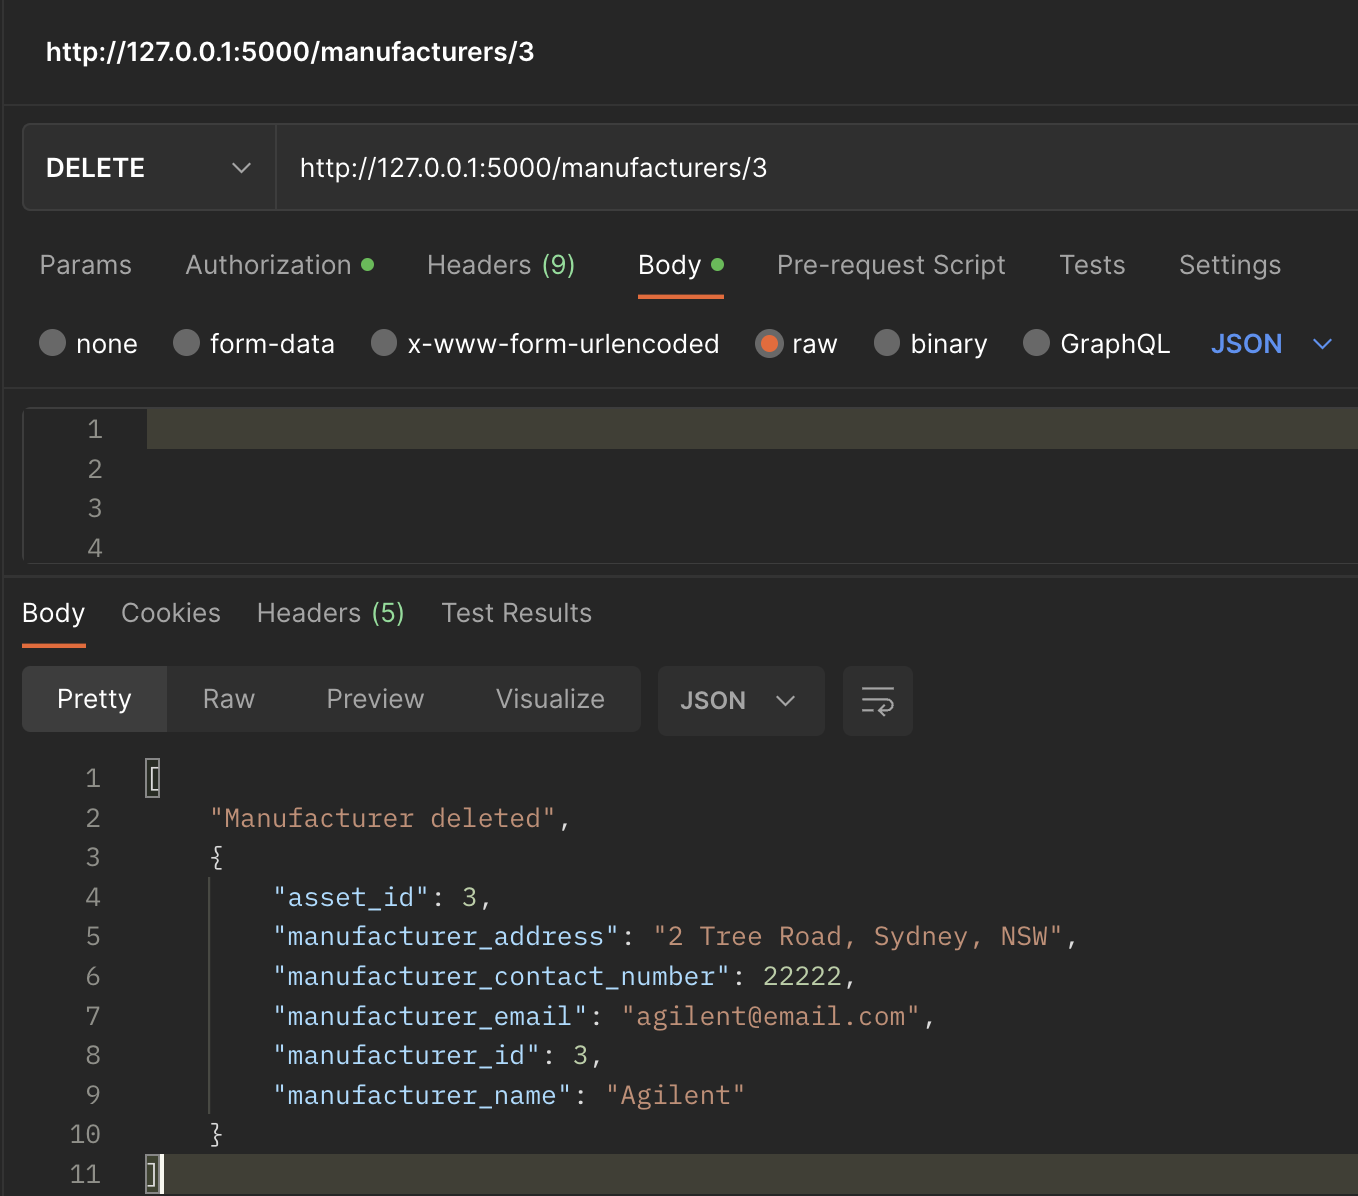 http://127.0.0.1:5000/manufacturers/3
DELETE http://127.0.0.1:5000/manufacturers/3
Params Authorization Headers (9) Body Pre-request Script Tests Settings
none form-data x-www-form-urlencoded raw binary GraphQL JSON
1
2
3
4
Body Cookies Headers (5) Test Results
Pretty Raw Preview Visualize JSON
1 [
2 "Manufacturer deleted",
3 {
4 "asset_id": 3,
5 "manufacturer_address": "2 Tree Road, Sydney, NSW",
6 "manufacturer_contact_number": 22222,
7 "manufacturer_email": "agilent@email.com",
8 "manufacturer_id": 3,
9 "manufacturer_name": "Agilent"
10 }
11 ]